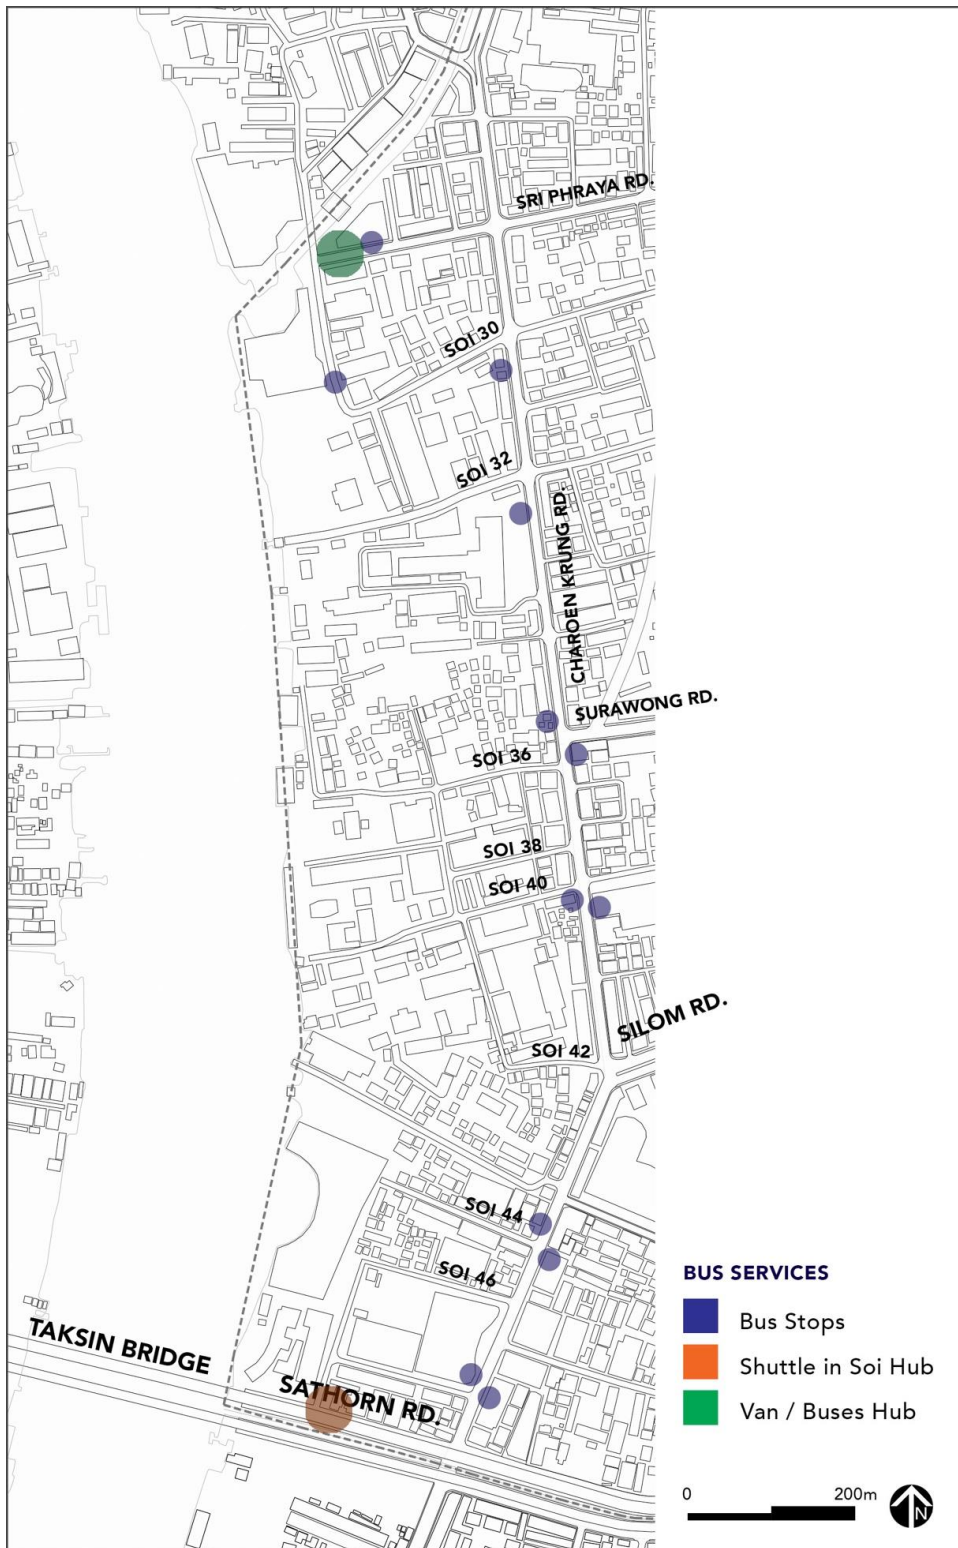 SRI PHRAYA RD.
SOI 30
SOI 32
CHAROEN KRUNG RD.
SURAWONG RD.
SOI 36
SOI 38
SOI 40
SILOM RD.
SOI 42
SOI 44
SOI 46
TAKSIN BRIDGE
SATHORN RD.
BUS SERVICES
Bus Stops
Shuttle in Soi Hub
Van / Buses Hub
0 200m
N